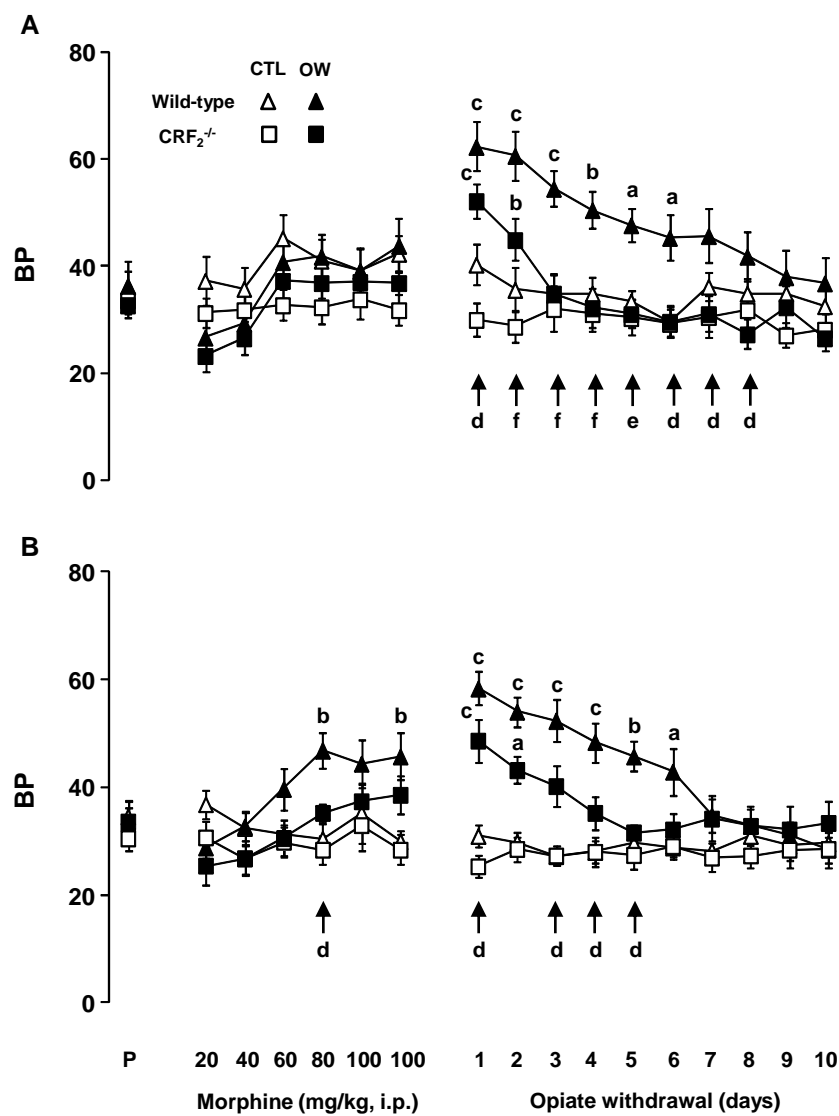 A
80
CTL OW
Wild-type
CRF2-/-
60
BP
40
20
0
c c c b a a
c b
d f f f e d d d
B
80
60
BP
40
20
0
b b
c c c c b a
c a
d d d d d
P 20 40 60 80 100 100 1 2 3 4 5 6 7 8 9 10
Morphine (mg/kg, i.p.) Opiate withdrawal (days)